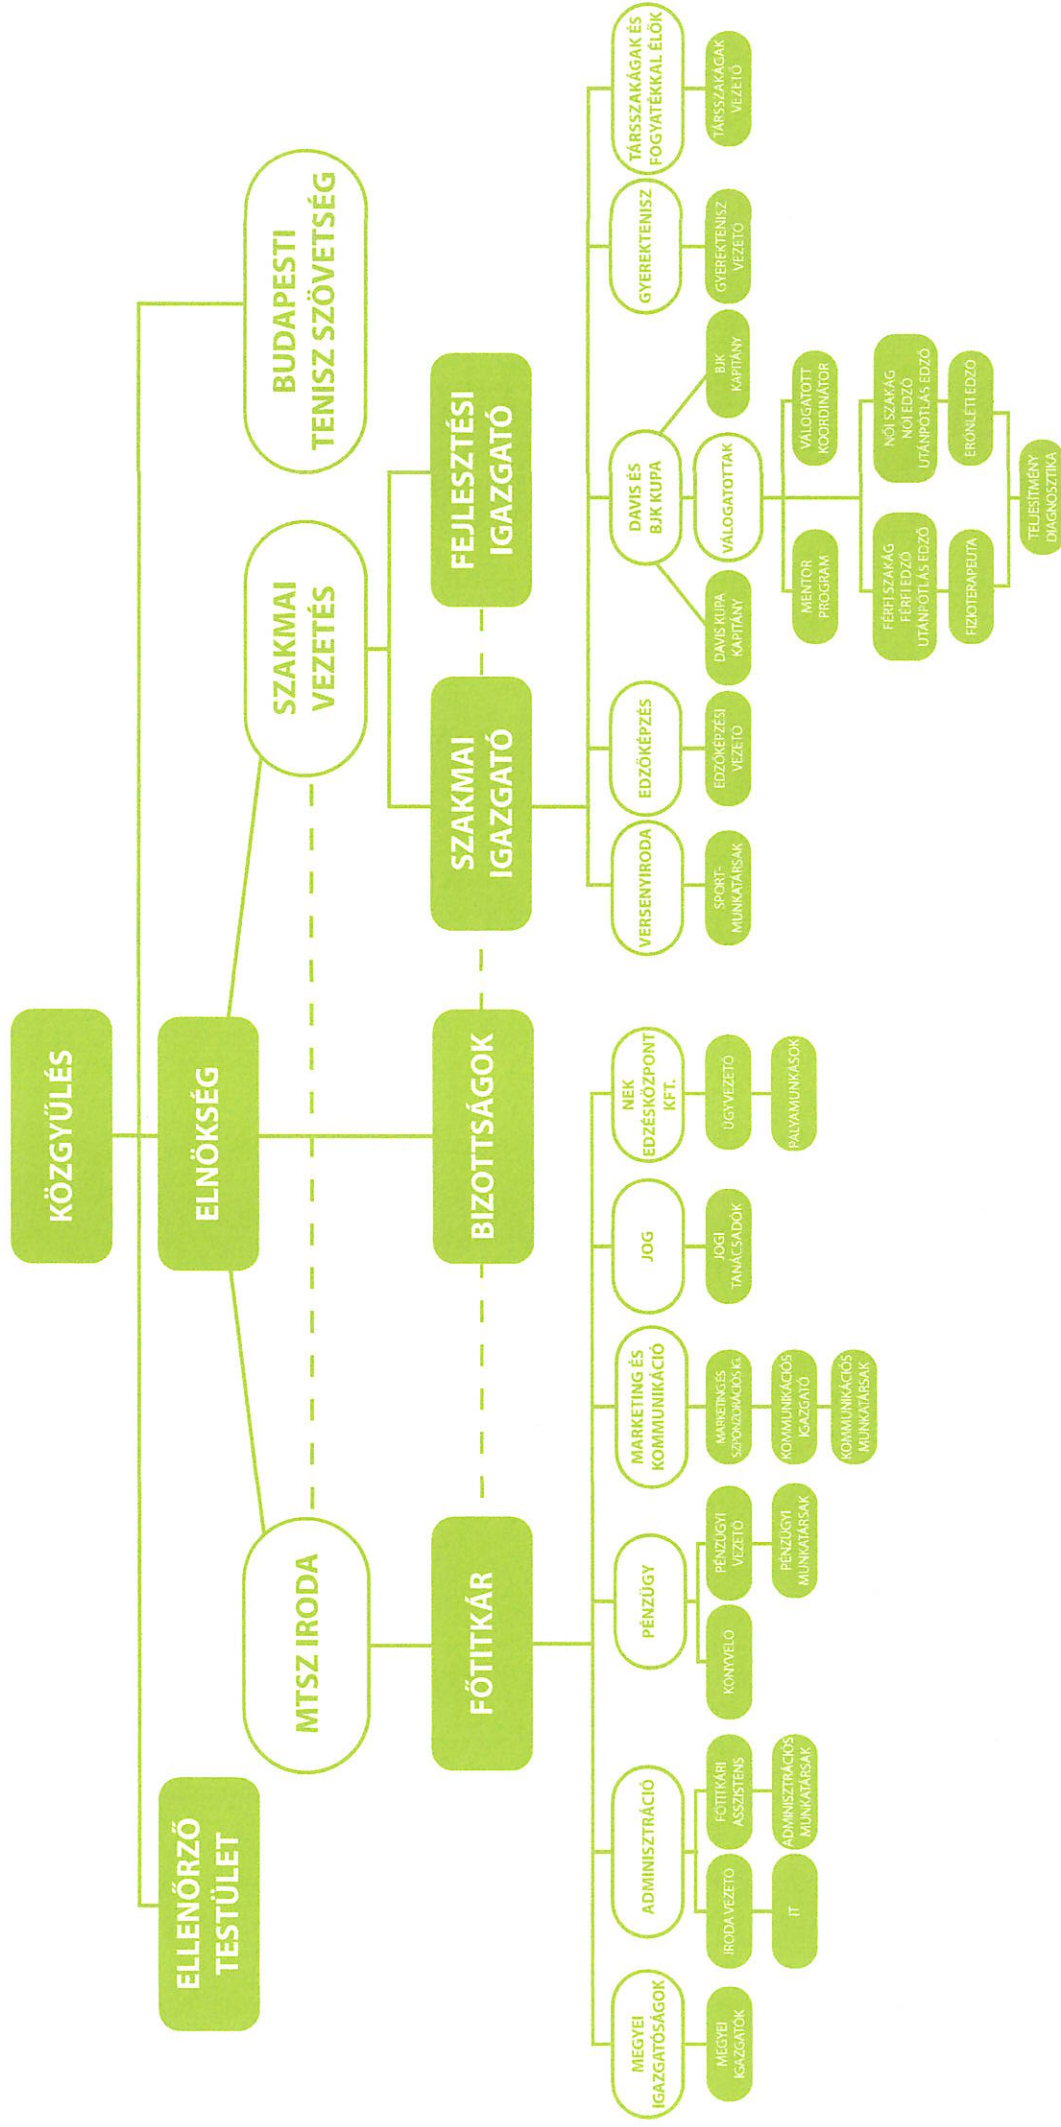 KÖZGYŰLÉS
ELLENŐRZŐ
TESTÜLET
ELNÖKSÉG
BUDAPESTI
TENISZ SZÖVETSÉG
MTSZ IRODA
SZAKMAI
VEZETÉS
FŐTITKÁR
BIZOTTSÁGOK
SZAKMAI
IGAZGATÓ
FEJLESZTÉSI
IGAZGATÓ
MEGYEI
IGAZGATÓSÁGOK
MEGYEI
IGAZGATÓK
ADMINISZTRÁCIÓ
IRODA VEZETŐ
IT
FŐTITKÁRI
ASSZISTENS
ADMINISZTRÁCIÓS
MUNKATÁRSAK
PÉNZÜGY
KÖNYVELŐ
PÉNZÜGYI
VEZETŐ
PÉNZÜGYI
MUNKATÁRSAK
MARKETING ÉS
KOMMUNIKÁCIÓ
MARKETING ÉS
SZPONZORÁCIÓS IG.
KOMMUNIKÁCIÓS
IGAZGATÓ
KOMMUNIKÁCIÓS
MUNKATÁRSAK
JOG
JOGI
TANÁCSADÓK
NEK
EDZÉSKÖZPONT
KFT.
ÜGYVEZETŐ
PÁLYAMUNKÁSOK
VERSENYIRODA
SPORT-
MUNKATÁRSAK
EDZŐKÉPZÉS
EDZŐKÉPZÉSI
VEZETŐ
DAVIS ÉS
BJK KUPA
DAVIS KUPA
KAPITÁNY
VÁLOGATOTTAK
BJK
KAPITÁNY
MENTOR
PROGRAM
VÁLOGATOTT
KOORDINÁTOR
FÉRFI SZAKÁG
FÉRFI EDZŐ
UTÁNPÓTLÁS EDZŐ
NŐI SZAKÁG
NŐI EDZŐ
UTÁNPÓTLÁS EDZŐ
FIZIOTERAPEUTA
ERŐNLÉTI EDZŐ
TELJESÍTMÉNY
DIAGNOSZTIKA
GYEREKTENISZ
GYEREKTENISZ
VEZETŐ
TÁRSSZAKÁGAK ÉS
FOGYATÉKKAL ÉLŐK
TÁRSSZAKÁGAK
VEZETŐ